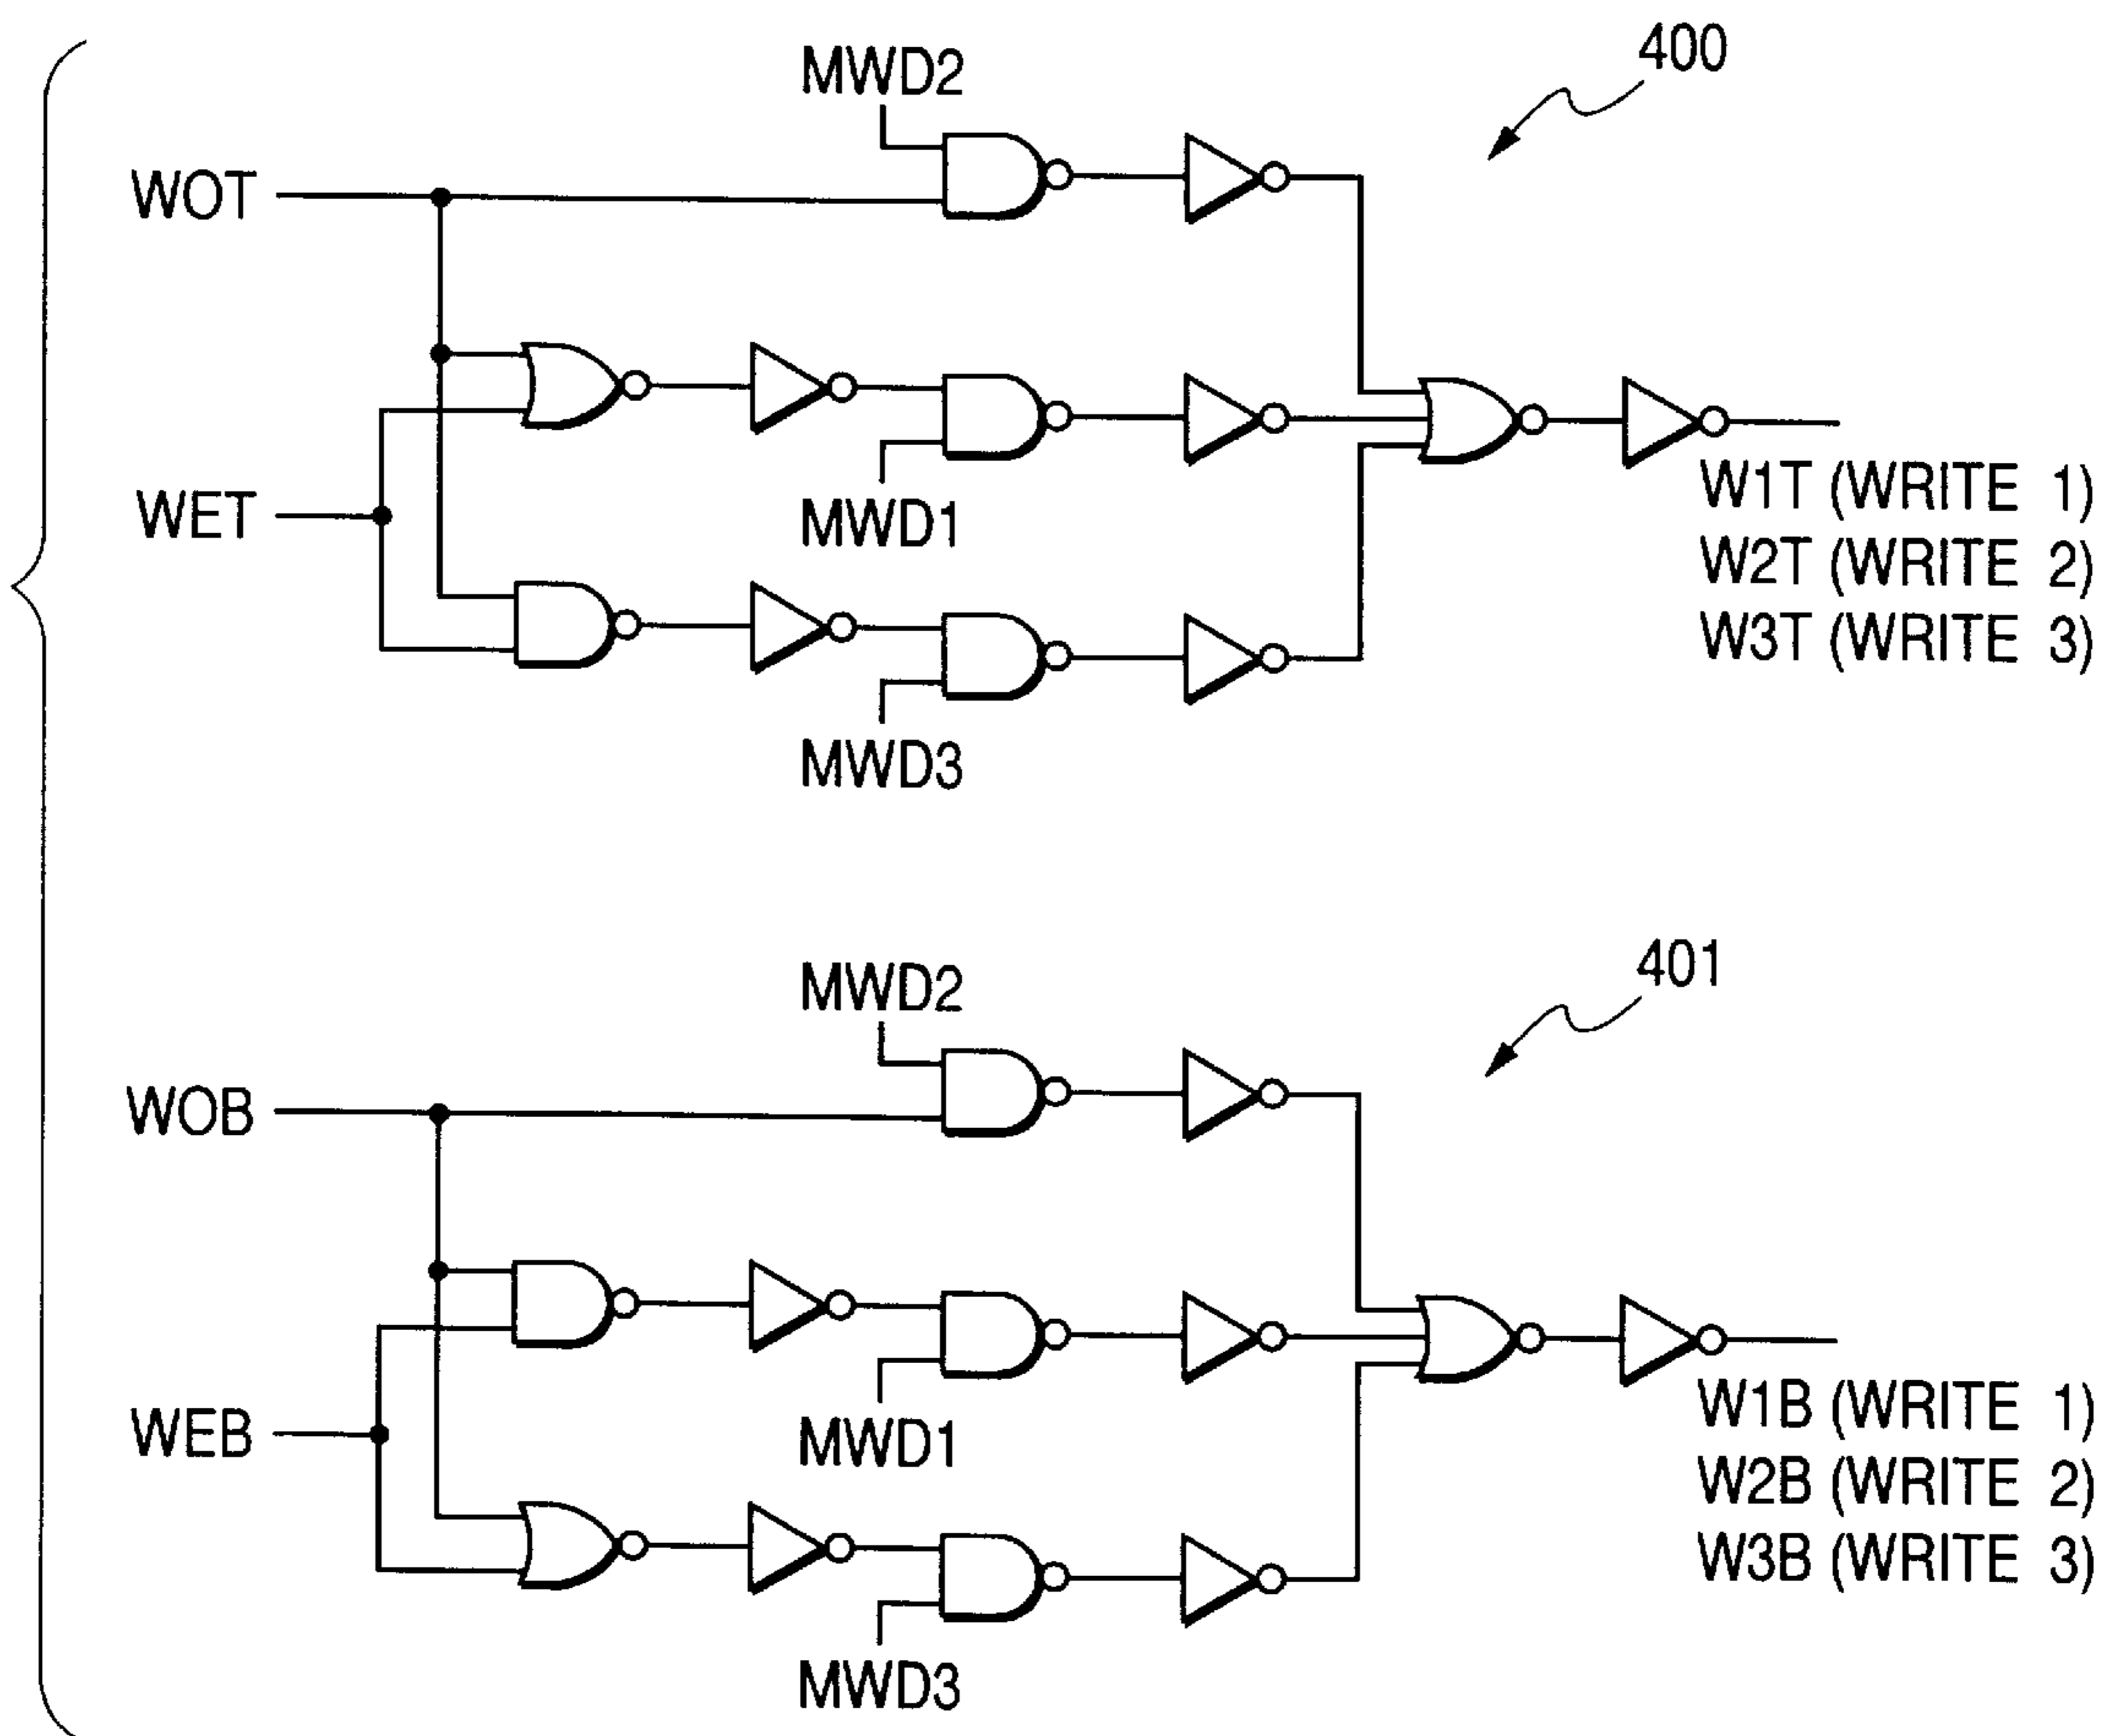 400
MWD2
WOT
WET
MWD1
MWD3
W1T (WRITE 1)
W2T (WRITE 2)
W3T (WRITE 3)
401
MWD2
WOB
WEB
MWD1
MWD3
W1B (WRITE 1)
W2B (WRITE 2)
W3B (WRITE 3)